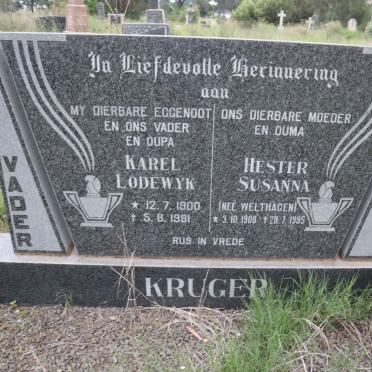 In Liefdevolle Herinnering
aan
MY DIERBARE EGGENOOT
EN ONS VADER
EN OUPA
KAREL
LODEWYK
* 12.7.1900
† 5.8.1981
ONS DIERBARE MOEDER
EN OUMA
HESTER
SUSANNA
(NEÉ WELTHAGEN)
* 3.10.1908 † 28.7.1995
RUS IN VREDE
VADER
KRUGER